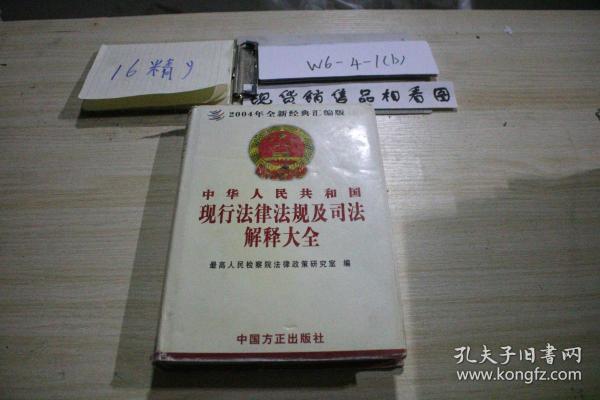 16精y
W6-4-1(b)
现货销售品相看图
2004年全新经典汇编版
中华人民共和国
现行法律法规及司法
解释大全
最高人民检察院法律政策研究室 编
中国方正出版社
孔夫子旧书网
www.kongfz.com